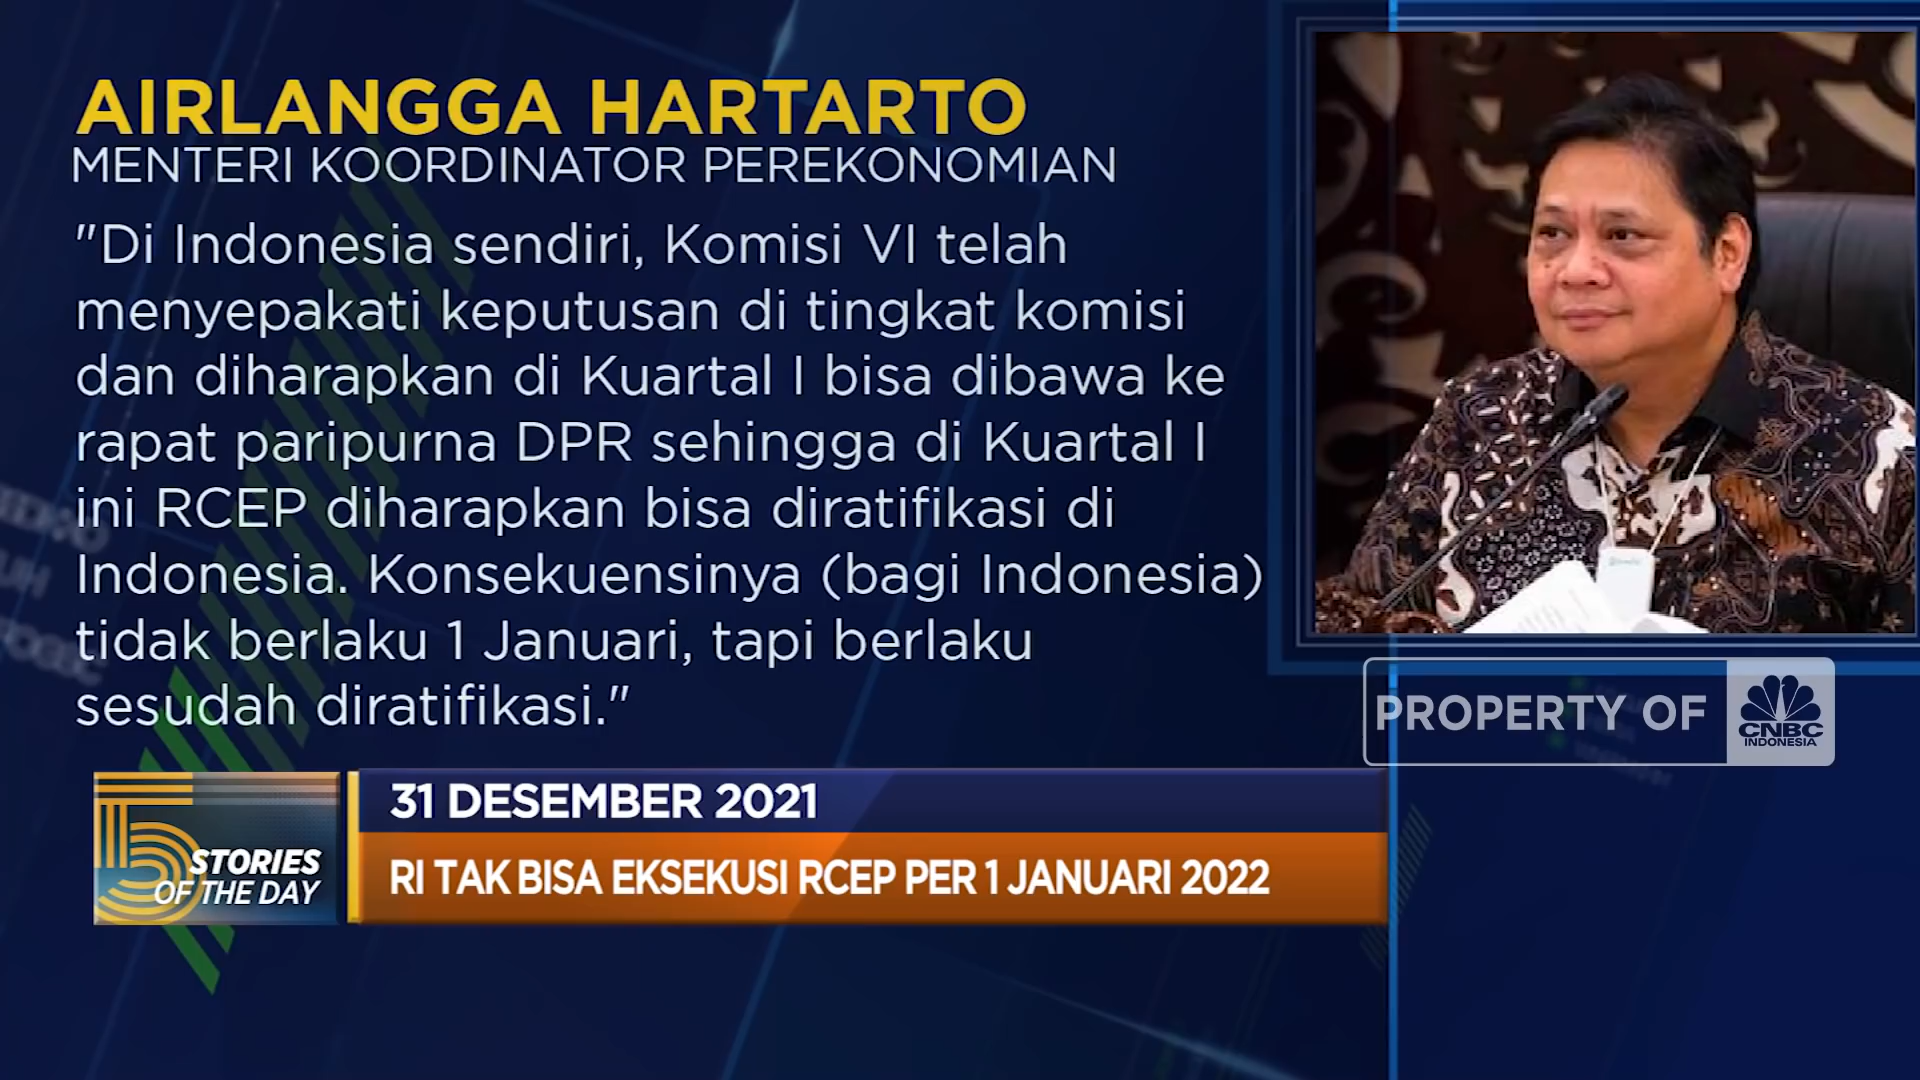 AIRLANGGA HARTARTO
MENTERI KOORDINATOR PEREKONOMIAN
"Di Indonesia sendiri, Komisi VI telah
menyepakati keputusan di tingkat komisi
dan diharapkan di Kuartal I bisa dibawa ke
rapat paripurna DPR sehingga di Kuartal I
ini RCEP diharapkan bisa diratifikasi di
Indonesia. Konsekuensinya (bagi Indonesia)
tidak berlaku 1 Januari, tapi berlaku
sesudah diratifikasi."
PROPERTY OF
CNBC
INDONESIA
5
STORIES
OF THE DAY
31 DESEMBER 2021
RI TAK BISA EKSEKUSI RCEP PER 1 JANUARI 2022